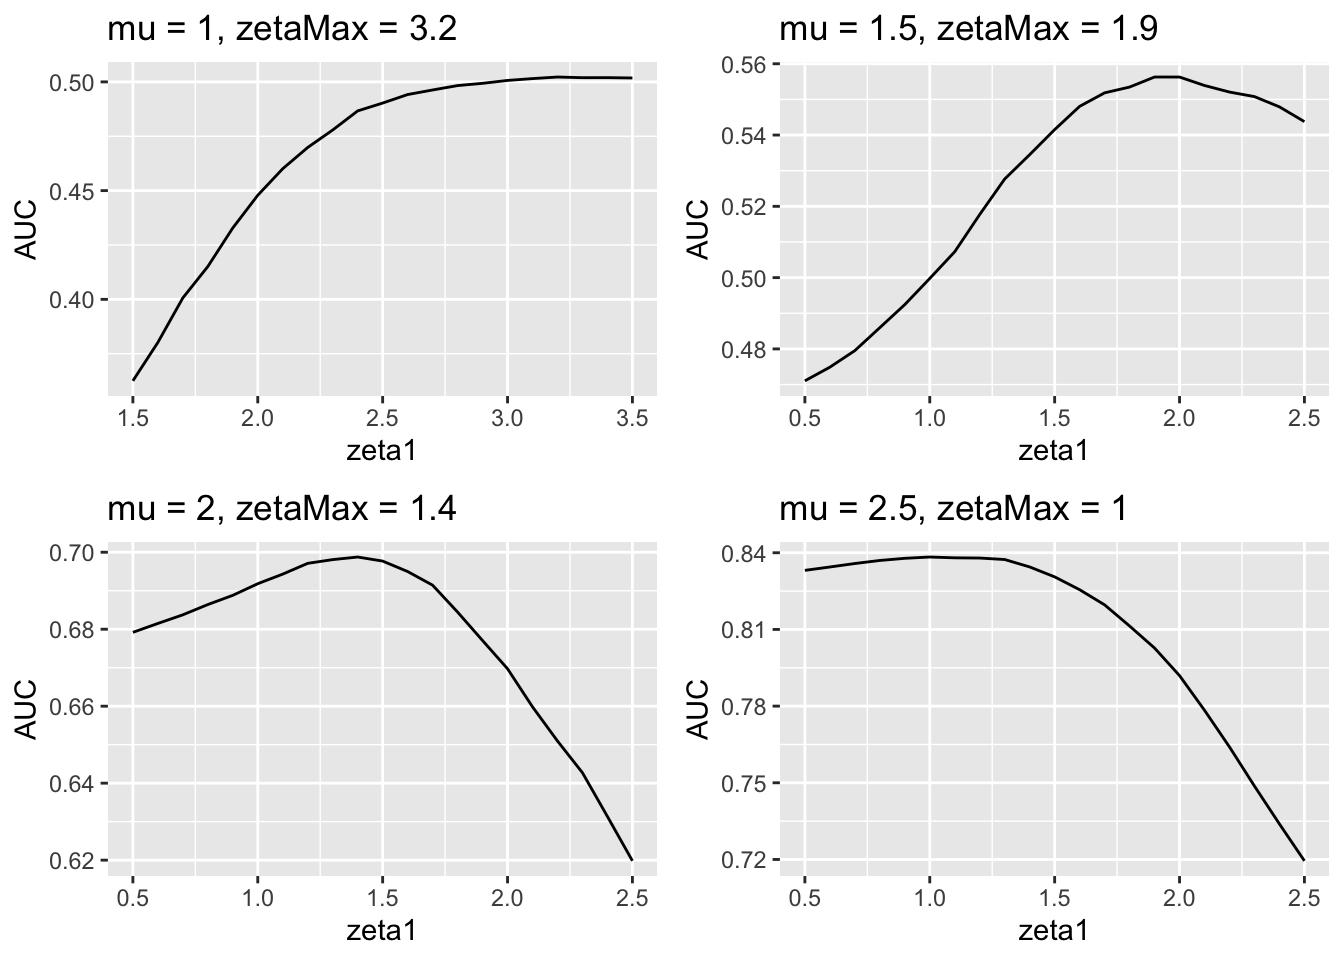 mu = 1, zetaMax = 3.2
AUC
0.50
0.45
0.40
1.5 2.0 2.5 3.0 3.5
zeta1
mu = 1.5, zetaMax = 1.9
AUC
0.56
0.54
0.52
0.50
0.48
0.5 1.0 1.5 2.0 2.5
zeta1
mu = 2, zetaMax = 1.4
AUC
0.70
0.68
0.66
0.64
0.62
0.5 1.0 1.5 2.0 2.5
zeta1
mu = 2.5, zetaMax = 1
AUC
0.84
0.81
0.78
0.75
0.72
0.5 1.0 1.5 2.0 2.5
zeta1